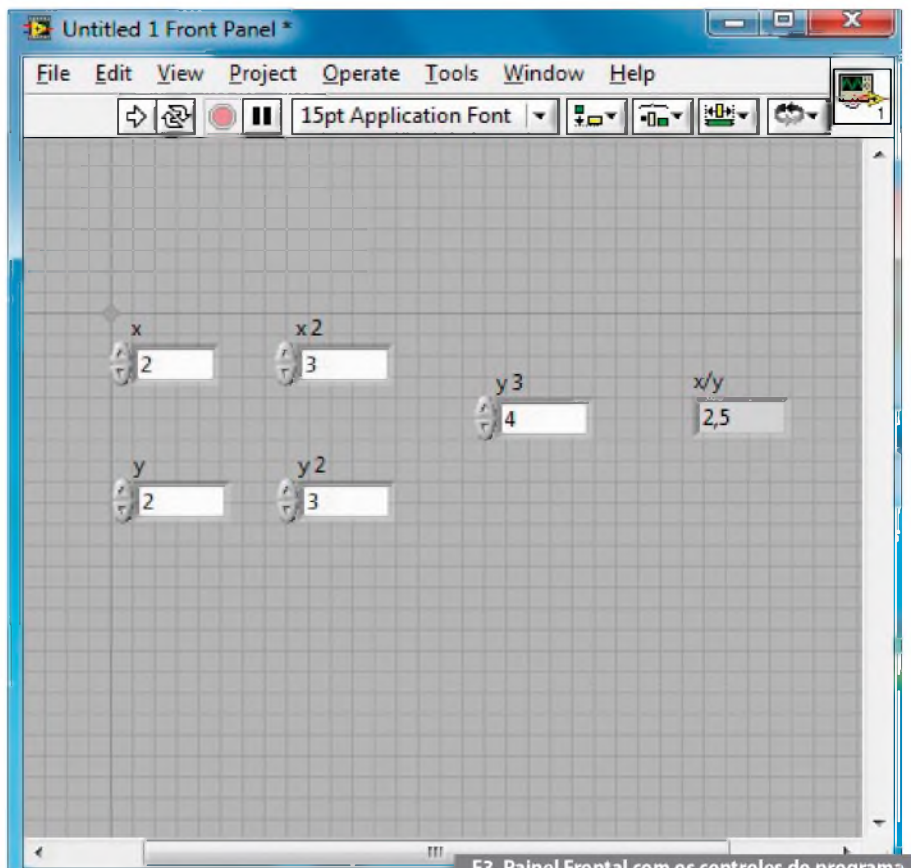 Untitled 1 Front Panel *
File Edit View Project Operate Tools Window Help
15pt Application Font
1
x
2
x 2
3
y 3
4
x/y
2,5
y
2
y 2
3
F3. Painel Frontal com os controles do programa